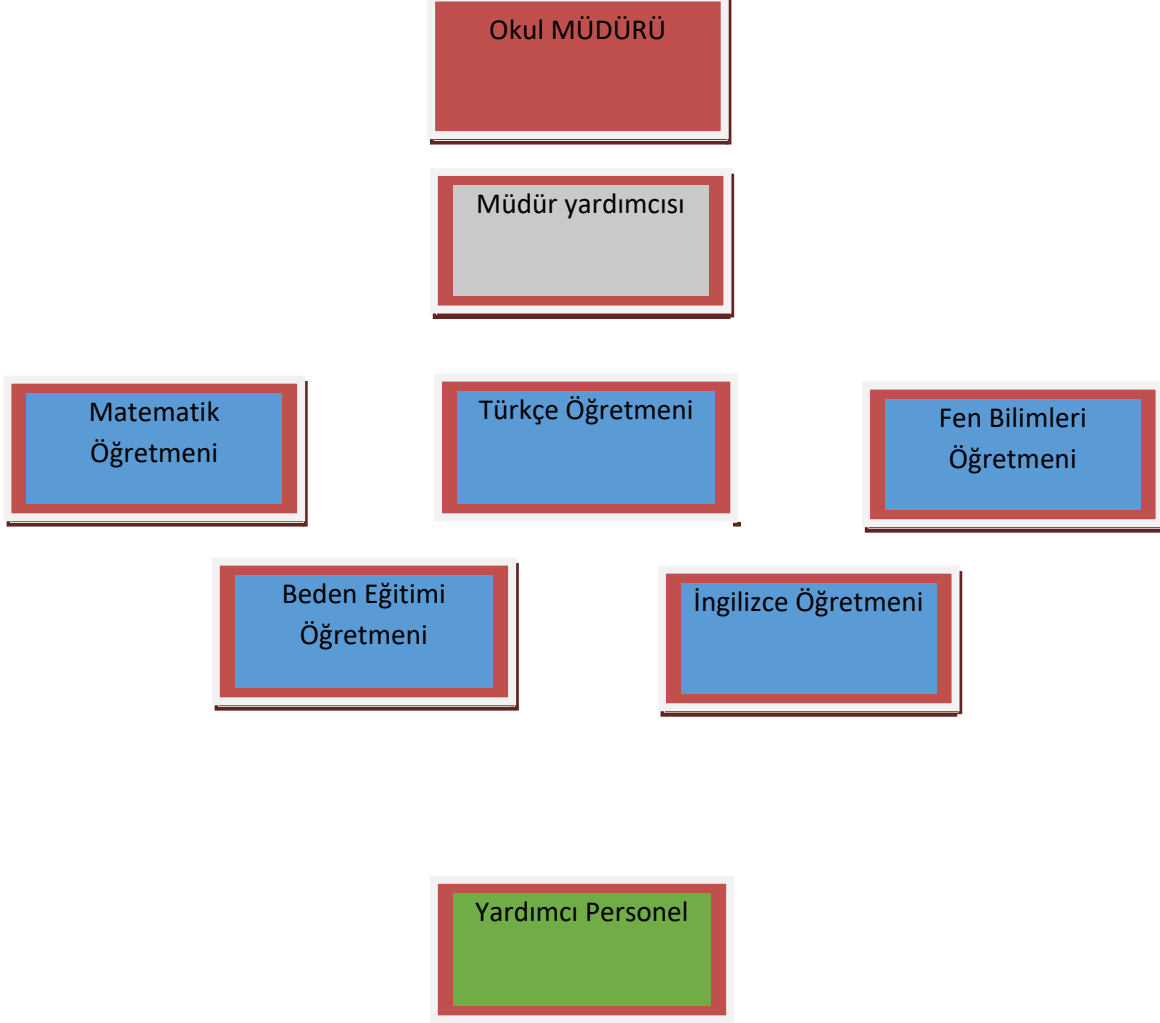 Okul MÜDÜRÜ
Müdür yardımcısı
Matematik
Öğretmeni
Türkçe Öğretmeni
Fen Bilimleri
Öğretmeni
Beden Eğitimi
Öğretmeni
İngilizce Öğretmeni
Yardımcı Personel